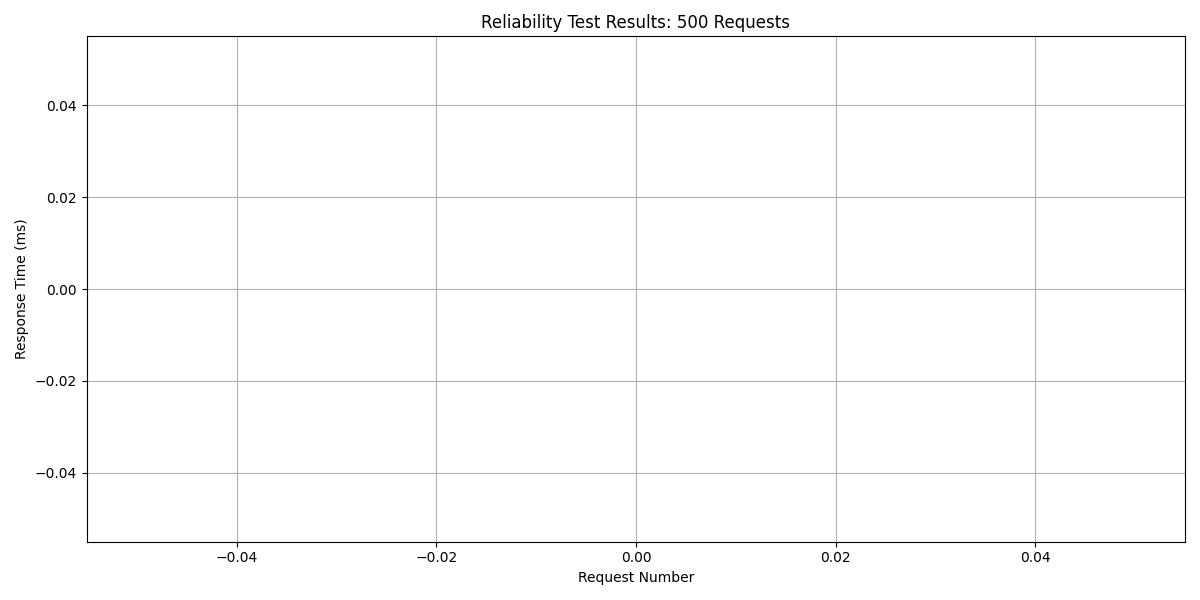 Reliability Test Results: 500 Requests
0.04
0.02
0.00
−0.02
−0.04
Response Time (ms)
−0.04 −0.02 0.00 0.02 0.04
Request Number